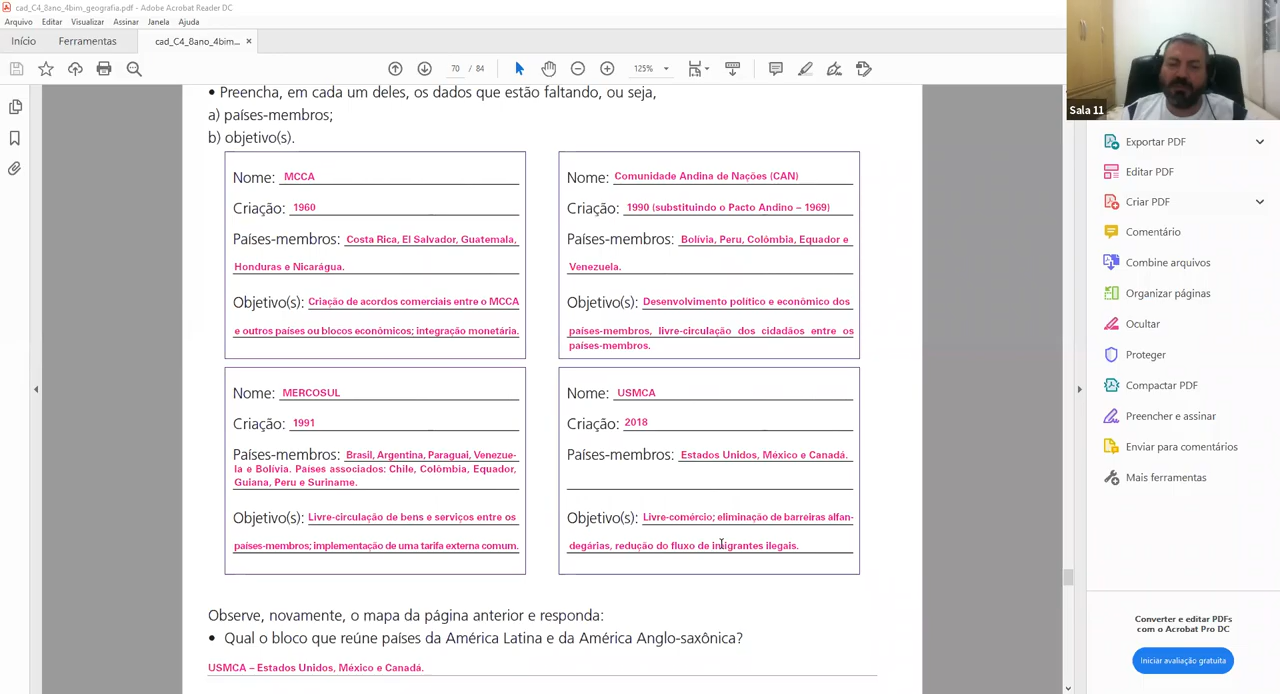 cad_C4_8ano_4bim_geografia.pdf - Adobe Acrobat Reader DC
Arquivo Editar Visualizar Assinar Janela Ajuda
Início Ferramentas cad_C4_8ano_4bim... ×
70 / 84 125%
• Preencha, em cada um deles, os dados que estão faltando, ou seja,
a) países-membros;
b) objetivo(s).
Nome: MCCA
Criação: 1960
Países-membros: Costa Rica, El Salvador, Guatemala,
Honduras e Nicarágua.
Objetivo(s): Criação de acordos comerciais entre o MCCA
e outros países ou blocos econômicos; integração monetária.
Nome: Comunidade Andina de Nações (CAN)
Criação: 1990 (substituindo o Pacto Andino – 1969)
Países-membros: Bolívia, Peru, Colômbia, Equador e
Venezuela.
Objetivo(s): Desenvolvimento político e econômico dos
países-membros, livre-circulação dos cidadãos entre os
países-membros.
Nome: MERCOSUL
Criação: 1991
Países-membros: Brasil, Argentina, Paraguai, Venezue-
la e Bolívia. Países associados: Chile, Colômbia, Equador,
Guiana, Peru e Suriname.
Objetivo(s): Livre-circulação de bens e serviços entre os
países-membros; implementação de uma tarifa externa comum.
Nome: USMCA
Criação: 2018
Países-membros: Estados Unidos, México e Canadá.
Objetivo(s): Livre-comércio; eliminação de barreiras alfan-
degárias, redução do fluxo de imigrantes ilegais.
Observe, novamente, o mapa da página anterior e responda:
• Qual o bloco que reúne países da América Latina e da América Anglo-saxônica?
USMCA – Estados Unidos, México e Canadá.
Sala 11
Exportar PDF
Editar PDF
Criar PDF
Comentário
Combine arquivos
Organizar páginas
Ocultar
Proteger
Compactar PDF
Preencher e assinar
Enviar para comentários
Mais ferramentas
Converter e editar PDFs
com o Acrobat Pro DC
Iniciar avaliação gratuita